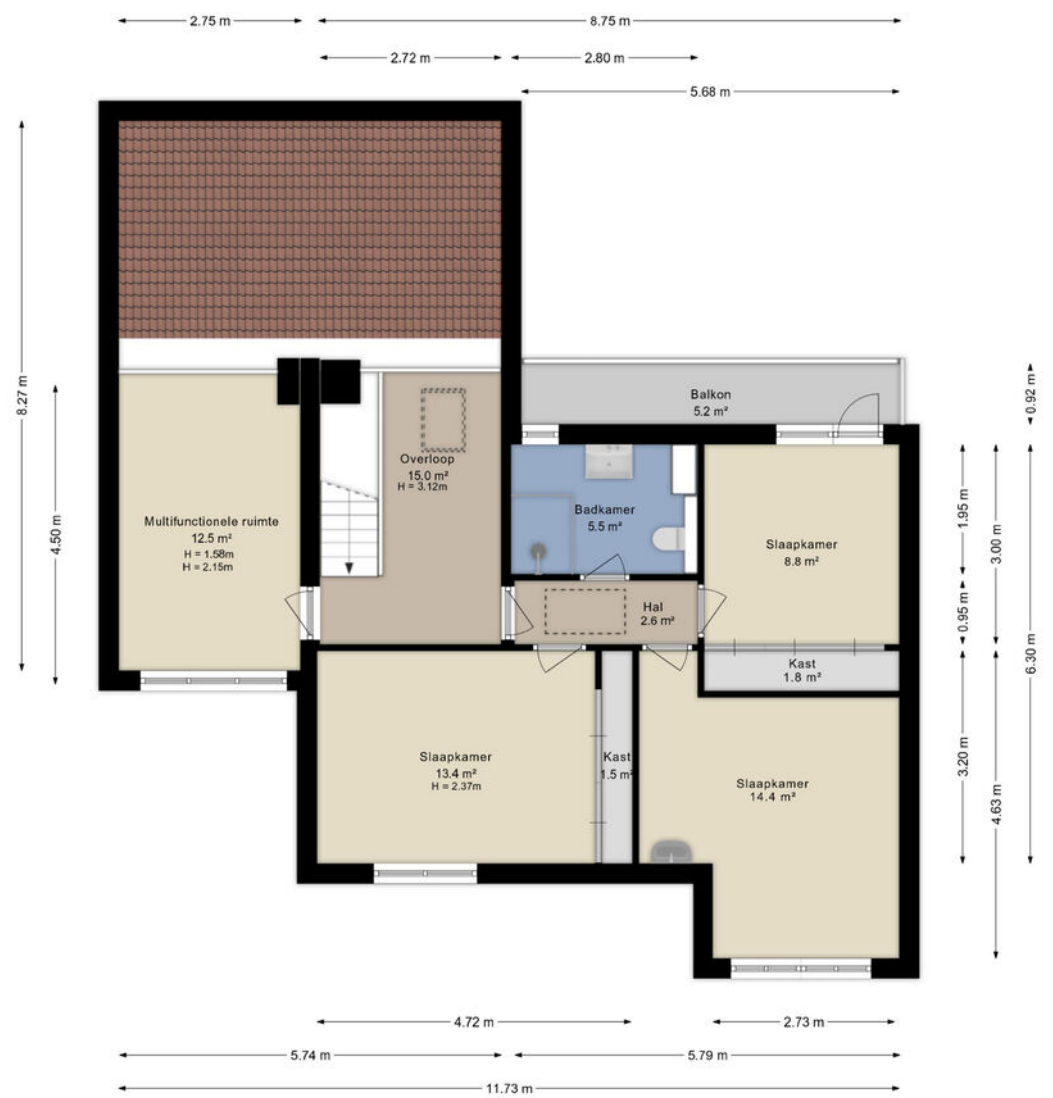 2.75 m
8.75 m
2.72 m
2.80 m
5.68 m
8.27 m
4.50 m
Balkon
5.2 m²
0.92 m
Overloop
15.0 m²
H = 3.12m
Multifunctionele ruimte
12.5 m²
H = 1.58m
H = 2.15m
Badkamer
5.5 m²
Slaapkamer
8.8 m²
1.95 m
3.00 m
0.95 m
6.30 m
Hal
2.6 m²
Kast
1.8 m²
Slaapkamer
13.4 m²
H = 2.37m
Kast
1.5 m²
Slaapkamer
14.4 m²
3.20 m
4.63 m
4.72 m
2.73 m
5.74 m
5.79 m
11.73 m